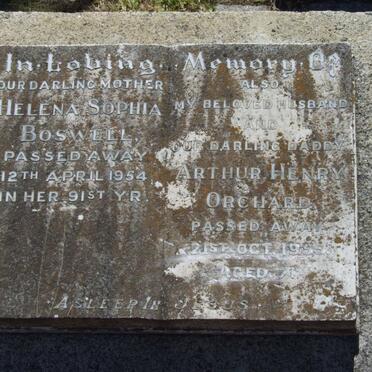 In Loving Memory Of
OUR DARLING MOTHER
HELENA SOPHIA
BOSWELL,
PASSED AWAY
12TH APRIL 1954,
IN HER 91ST YR.
ALSO
MY BELOVED HUSBAND
AND
OUR DARLING DADDY
ARTHUR HENRY
ORCHARD,
PASSED AWAY
21ST OCT. 1955,
AGED
ASLEEP IN JESUS